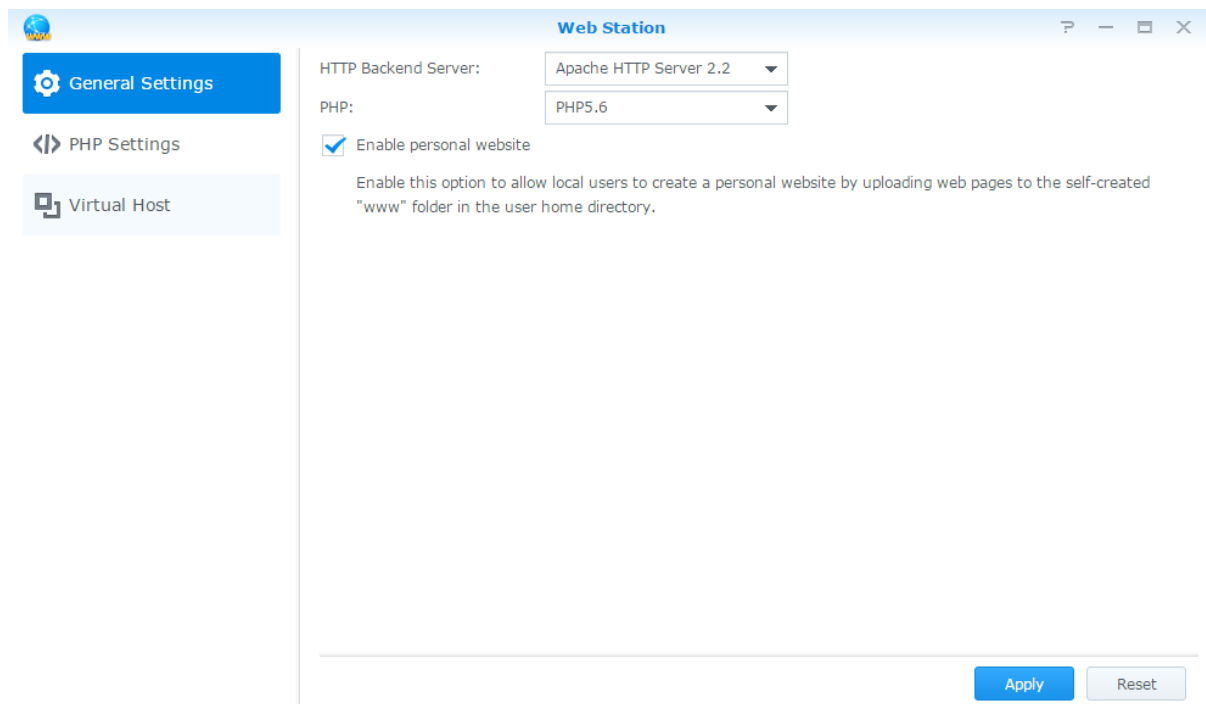 Web Station
General Settings
PHP Settings
Virtual Host
HTTP Backend Server: Apache HTTP Server 2.2
PHP: PHP5.6
Enable personal website
Enable this option to allow local users to create a personal website by uploading web pages to the self-created
"www" folder in the user home directory.
Apply Reset